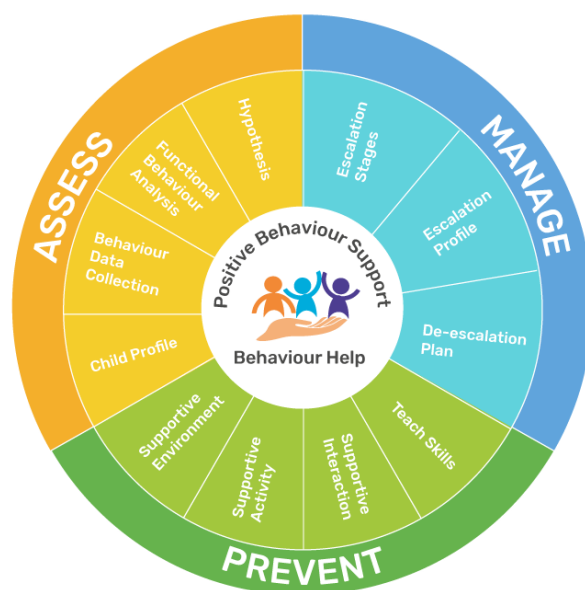 ASSESS
Child Profile
Behaviour
Data
Collection
Functional
Behaviour
Analysis
Hypothesis
MANAGE
Escalation
Stages
Escalation
Profile
De-escalation
Plan
PREVENT
Teach Skills
Supportive
Interaction
Supportive
Activity
Supportive
Environment
Positive Behaviour Support
Behaviour Help